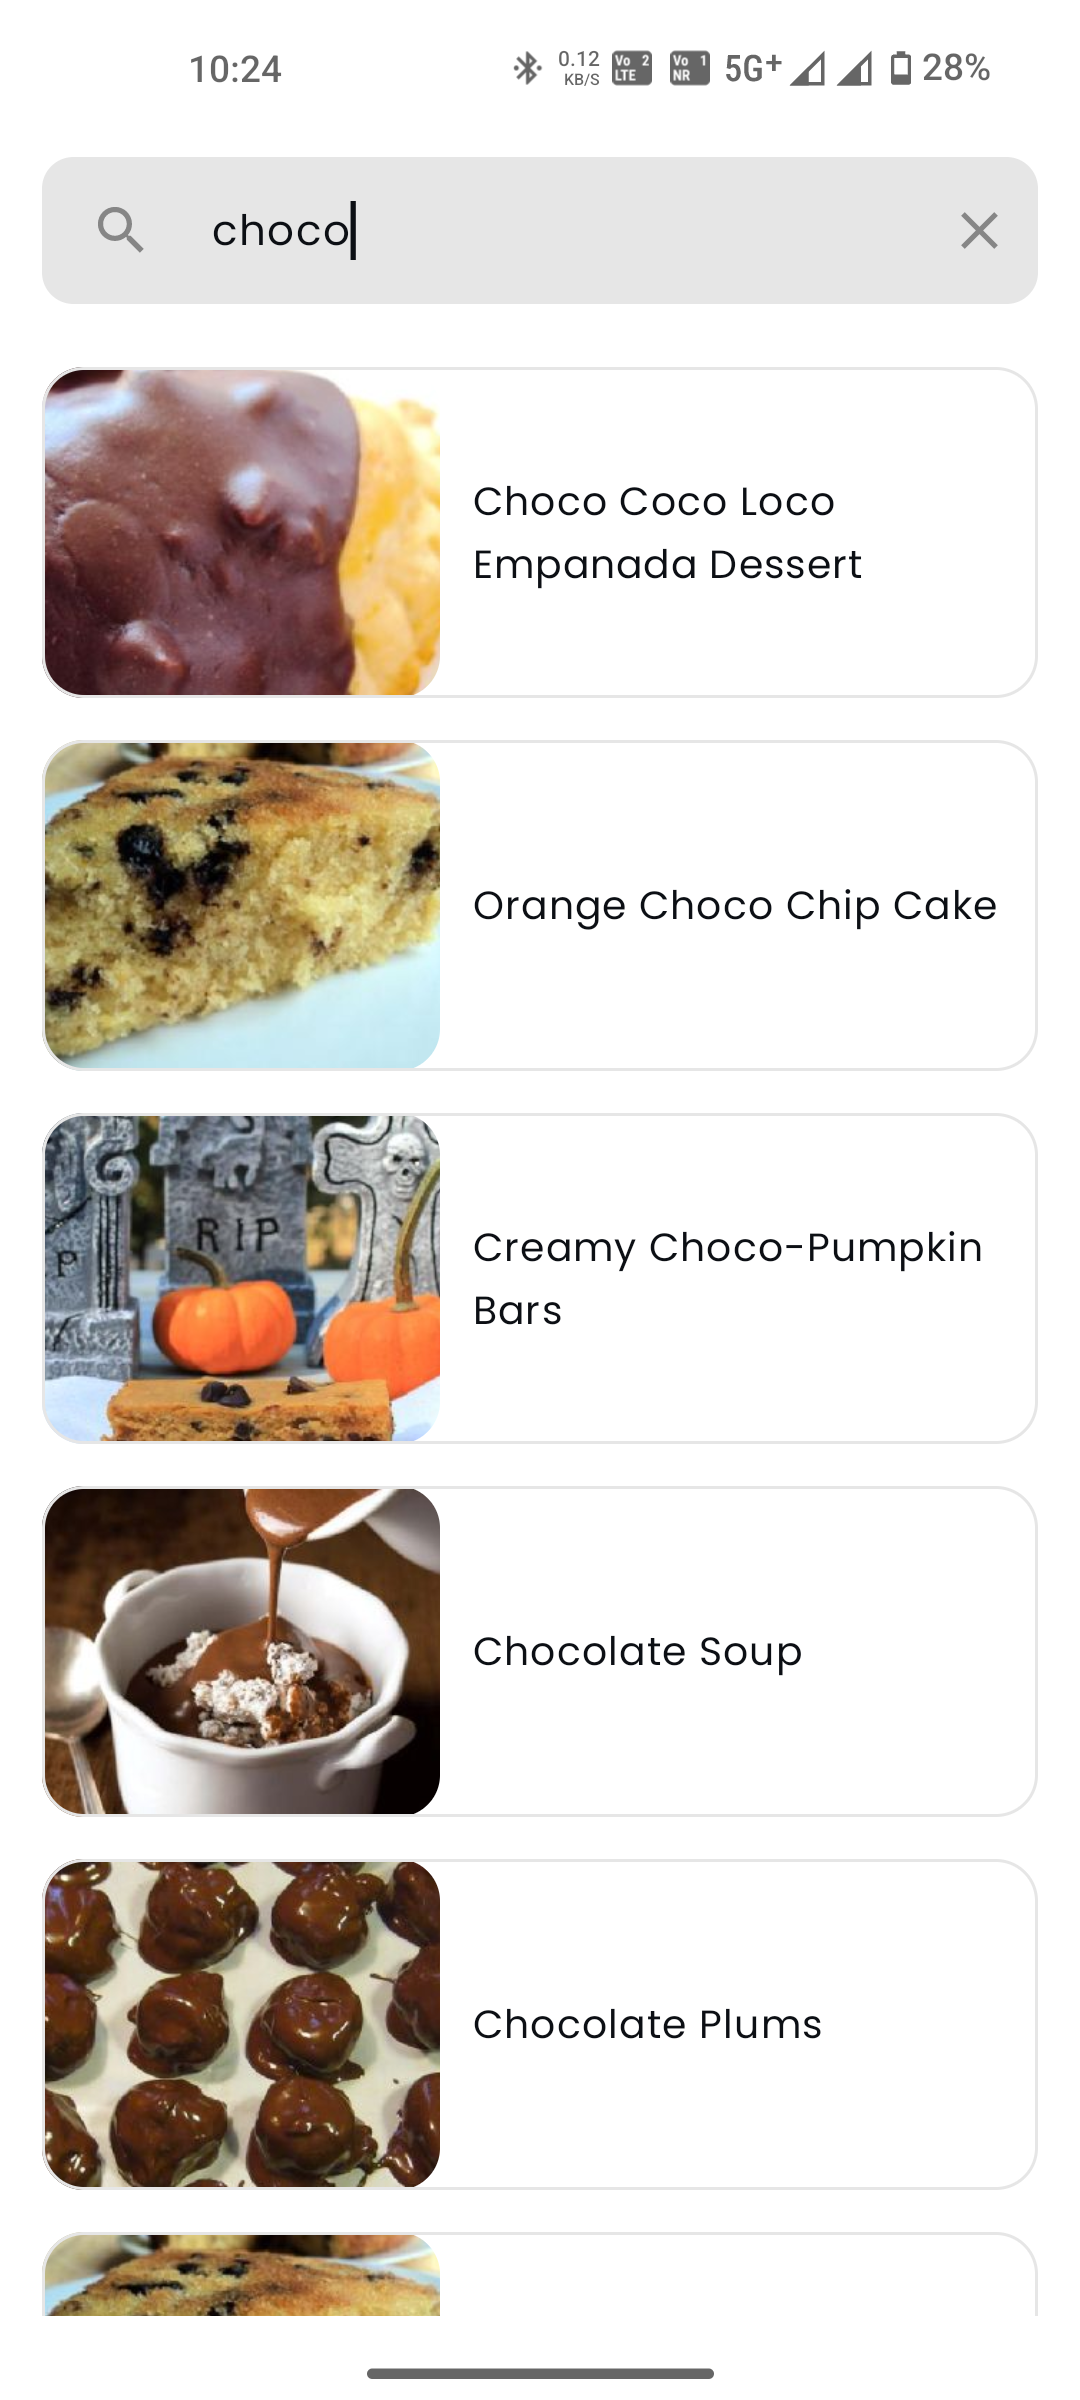 10:24 0.12 KB/S Vo 2 LTE Vo 1 NR 5G+ 28%
choco
Choco Coco Loco
Empanada Dessert
Orange Choco Chip Cake
P
RIP
Creamy Choco-Pumpkin
Bars
Chocolate Soup
Chocolate Plums